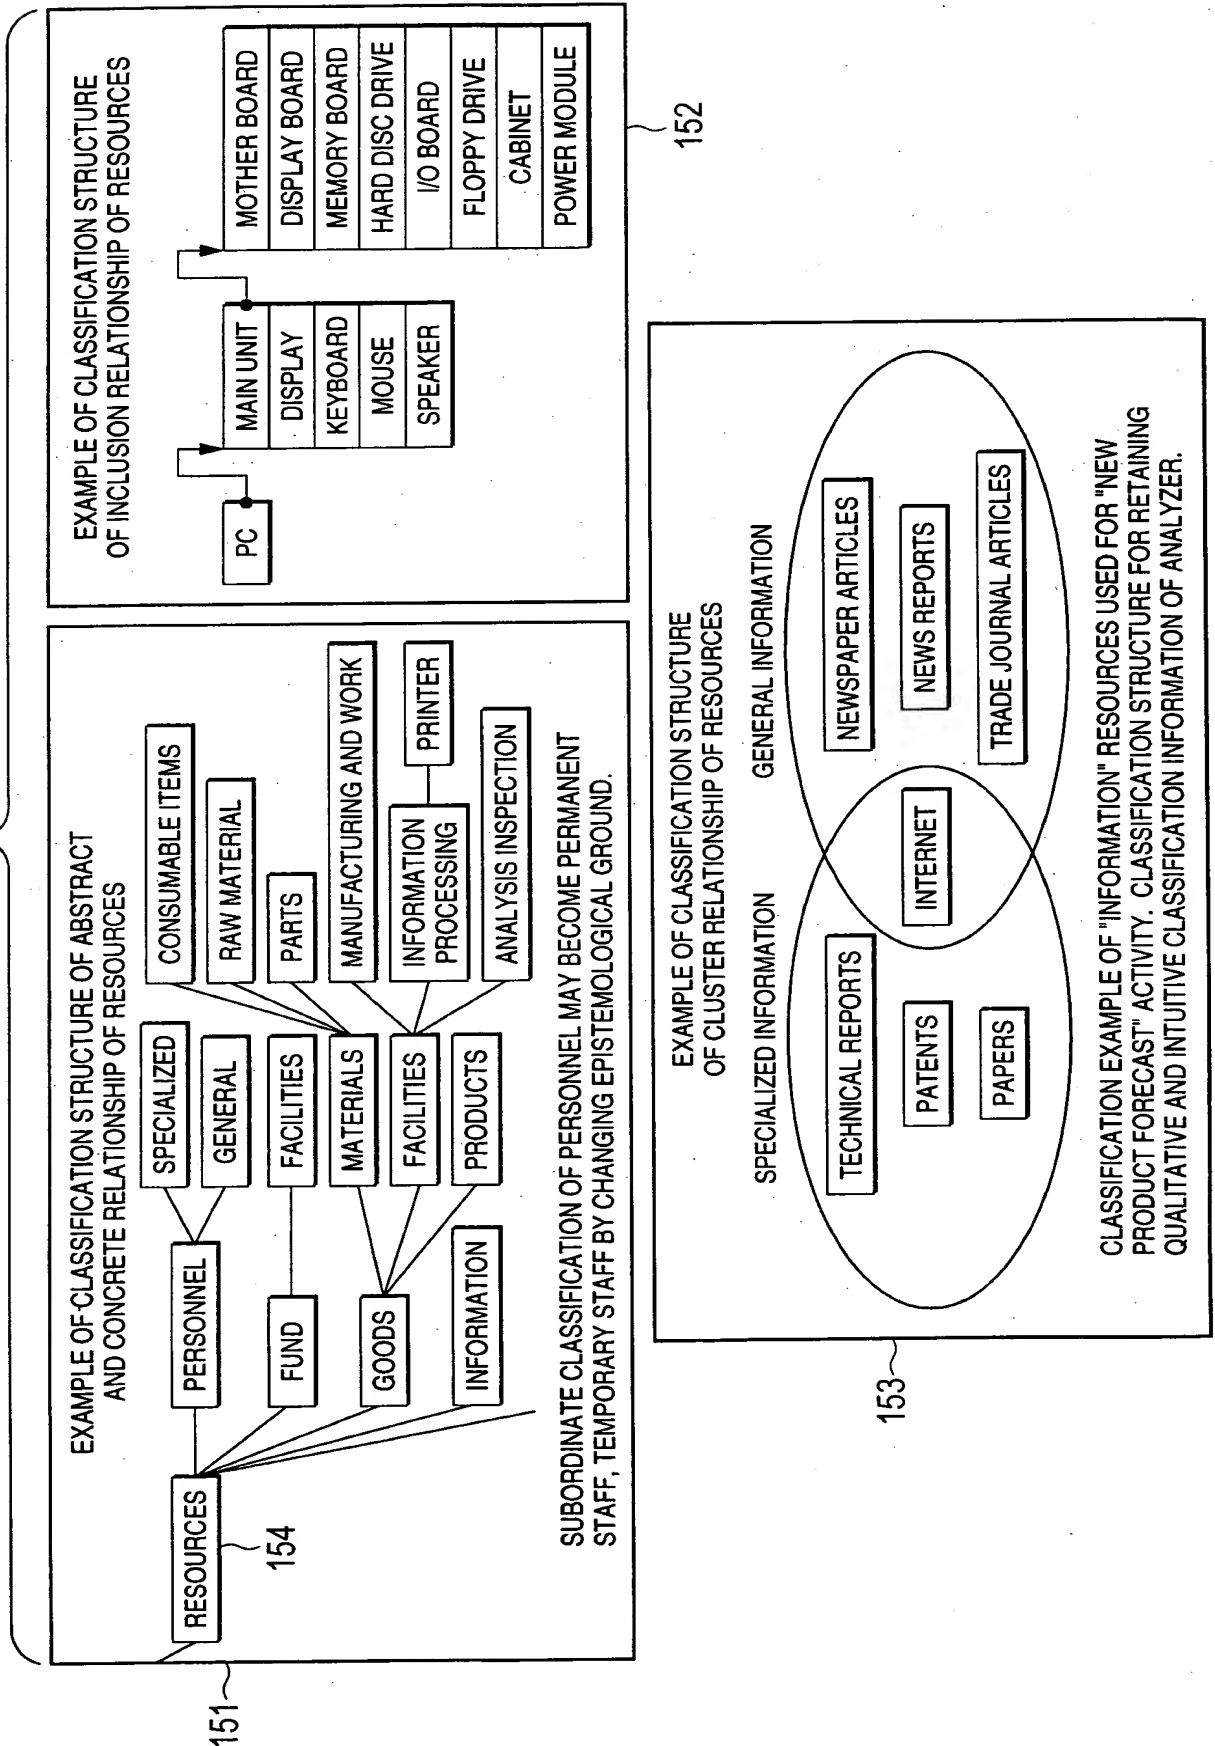 EXAMPLE OF CLASSIFICATION STRUCTURE OF ABSTRACT
AND CONCRETE RELATIONSHIP OF RESOURCES
RESOURCES
154
PERSONNEL
FUND
GOODS
INFORMATION
SPECIALIZED
GENERAL
FACILITIES
MATERIALS
FACILITIES
PRODUCTS
CONSUMABLE ITEMS
RAW MATERIAL
PARTS
MANUFACTURING AND WORK
INFORMATION
PROCESSING
PRINTER
ANALYSIS INSPECTION
SUBORDINATE CLASSIFICATION OF PERSONNEL MAY BECOME PERMANENT
STAFF, TEMPORARY STAFF BY CHANGING EPISTEMOLOGICAL GROUND.
151
EXAMPLE OF CLASSIFICATION STRUCTURE
OF INCLUSION RELATIONSHIP OF RESOURCES
PC
MAIN UNIT
DISPLAY
KEYBOARD
MOUSE
SPEAKER
MOTHER BOARD
DISPLAY BOARD
MEMORY BOARD
HARD DISC DRIVE
I/O BOARD
FLOPPY DRIVE
CABINET
POWER MODULE
152
EXAMPLE OF CLASSIFICATION STRUCTURE
OF CLUSTER RELATIONSHIP OF RESOURCES
SPECIALIZED INFORMATION
GENERAL INFORMATION
TECHNICAL REPORTS
PATENTS
PAPERS
INTERNET
NEWSPAPER ARTICLES
NEWS REPORTS
TRADE JOURNAL ARTICLES
CLASSIFICATION EXAMPLE OF "INFORMATION" RESOURCES USED FOR "NEW
PRODUCT FORECAST" ACTIVITY. CLASSIFICATION STRUCTURE FOR RETAINING
QUALITATIVE AND INTUITIVE CLASSIFICATION INFORMATION OF ANALYZER.
153